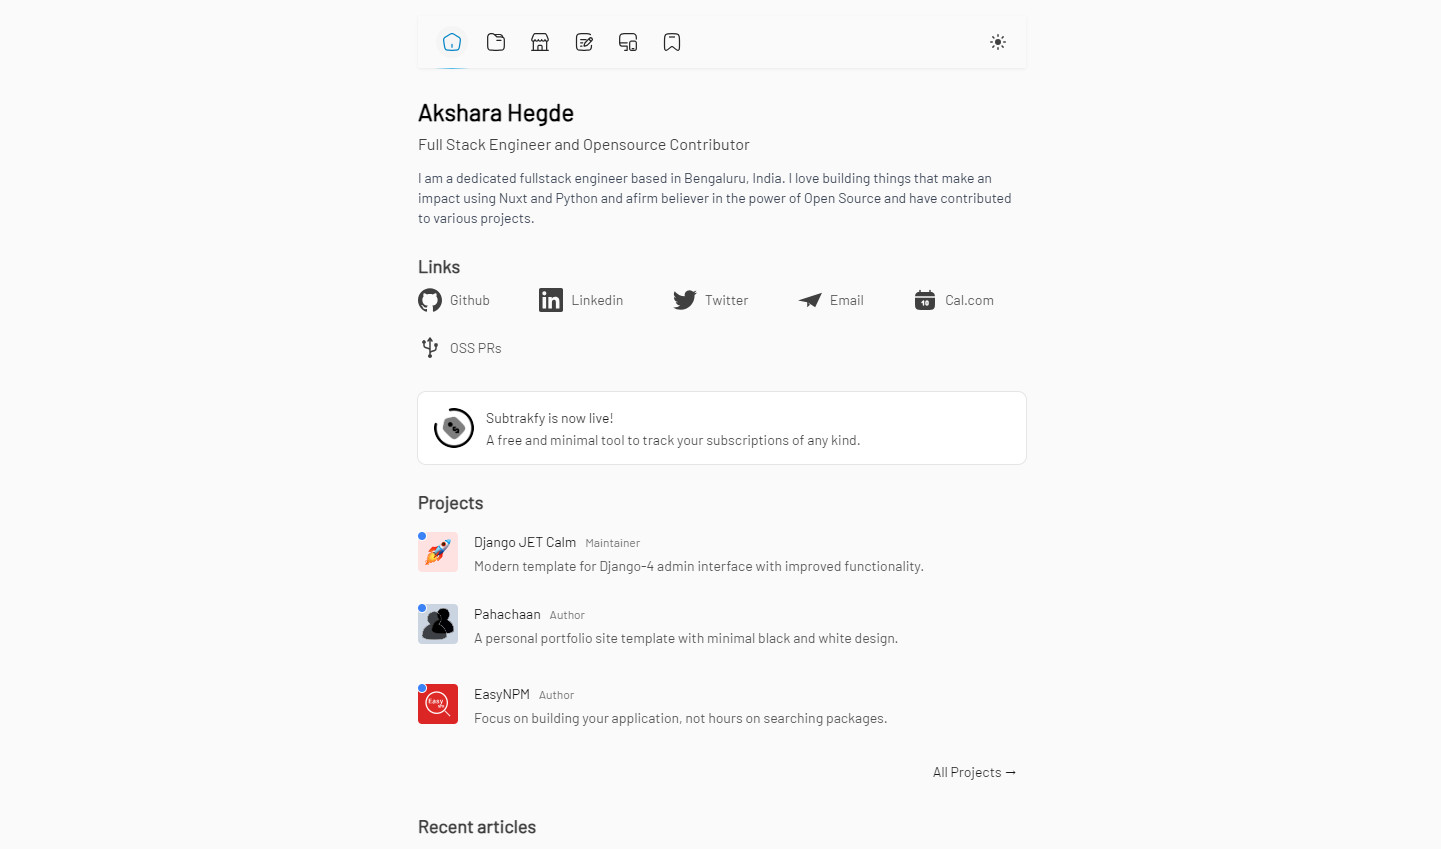 Akshara Hegde
Full Stack Engineer and Opensource Contributor
I am a dedicated fullstack engineer based in Bengaluru, India. I love building things that make an
impact using Nuxt and Python and afirm believer in the power of Open Source and have contributed
to various projects.
Links
Github
Linkedin
Twitter
Email
10
Cal.com
OSS PRs
Subtrakfy is now live!
A free and minimal tool to track your subscriptions of any kind.
Projects
Django JET Calm Maintainer
Modern template for Django-4 admin interface with improved functionality.
Pahachaan Author
A personal portfolio site template with minimal black and white design.
Easy
EasyNPM Author
Focus on building your application, not hours on searching packages.
All Projects →
Recent articles